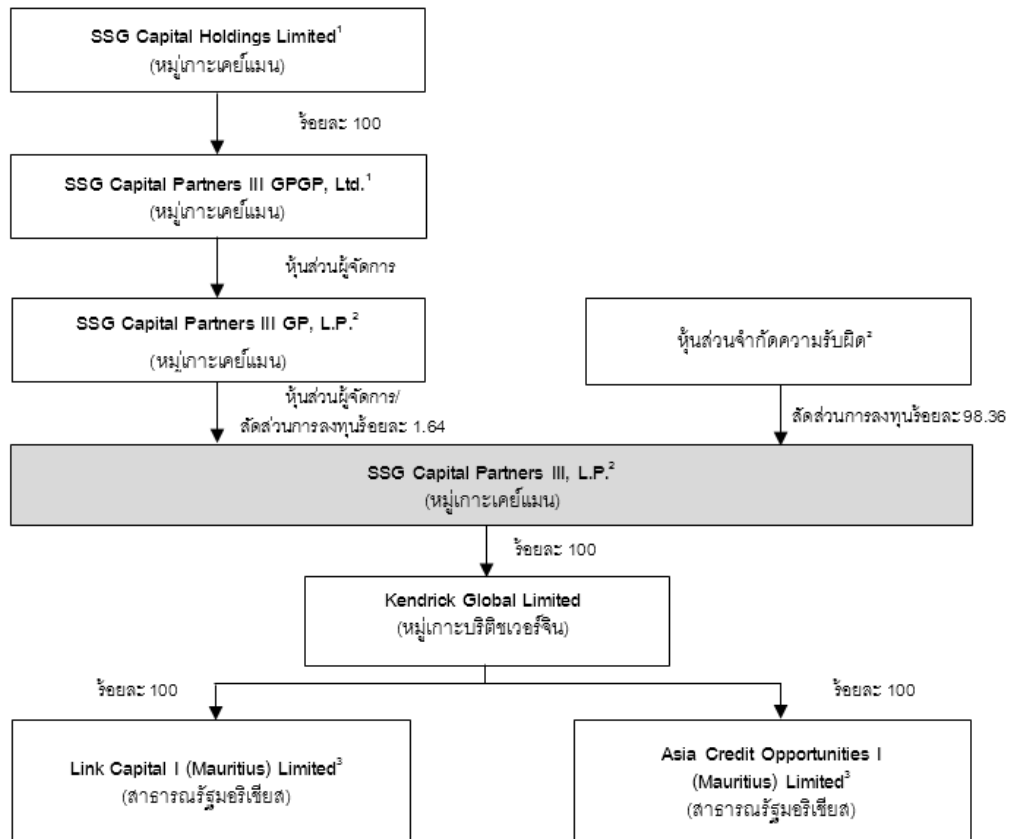 SSG Capital Holdings Limited¹
(หมู่เกาะเคย์แมน)
ร้อยละ 100
SSG Capital Partners III GPGP, Ltd.¹
(หมู่เกาะเคย์แมน)
หุ้นส่วนผู้จัดการ
SSG Capital Partners III GP, L.P.²
(หมู่เกาะเคย์แมน)
หุ้นส่วนจำกัดความรับผิด²
หุ้นส่วนผู้จัดการ/
สัดส่วนการลงทุนร้อยละ 1.64
สัดส่วนการลงทุนร้อยละ 98.36
SSG Capital Partners III, L.P.²
(หมู่เกาะเคย์แมน)
ร้อยละ 100
Kendrick Global Limited
(หมู่เกาะบริติชเวอร์จิน)
ร้อยละ 100
ร้อยละ 100
Link Capital I (Mauritius) Limited³
(สาธารณรัฐมอริเชียส)
Asia Credit Opportunities I
(Mauritius) Limited³
(สาธารณรัฐมอริเชียส)